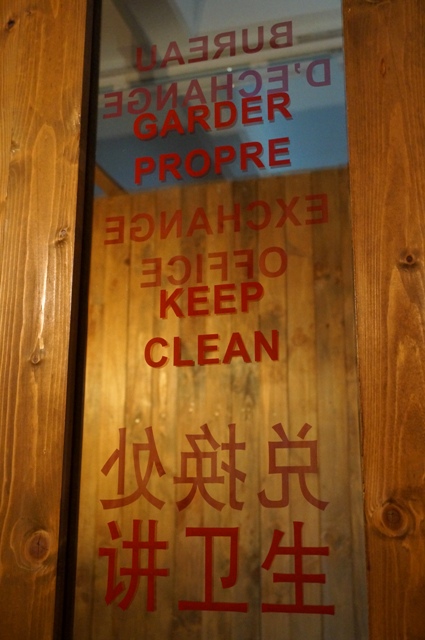 BUREAU
D'ECHANGE
GARDER
PROPRE
EXCHANGE
OFFICE
KEEP
CLEAN
兑换处
讲卫生